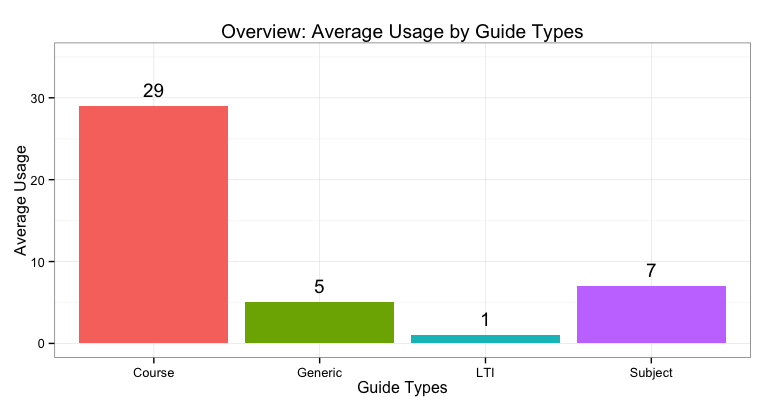 Overview: Average Usage by Guide Types
Average Usage
30
20
10
0
29
5
1
7
Course
Generic
LTI
Subject
Guide Types